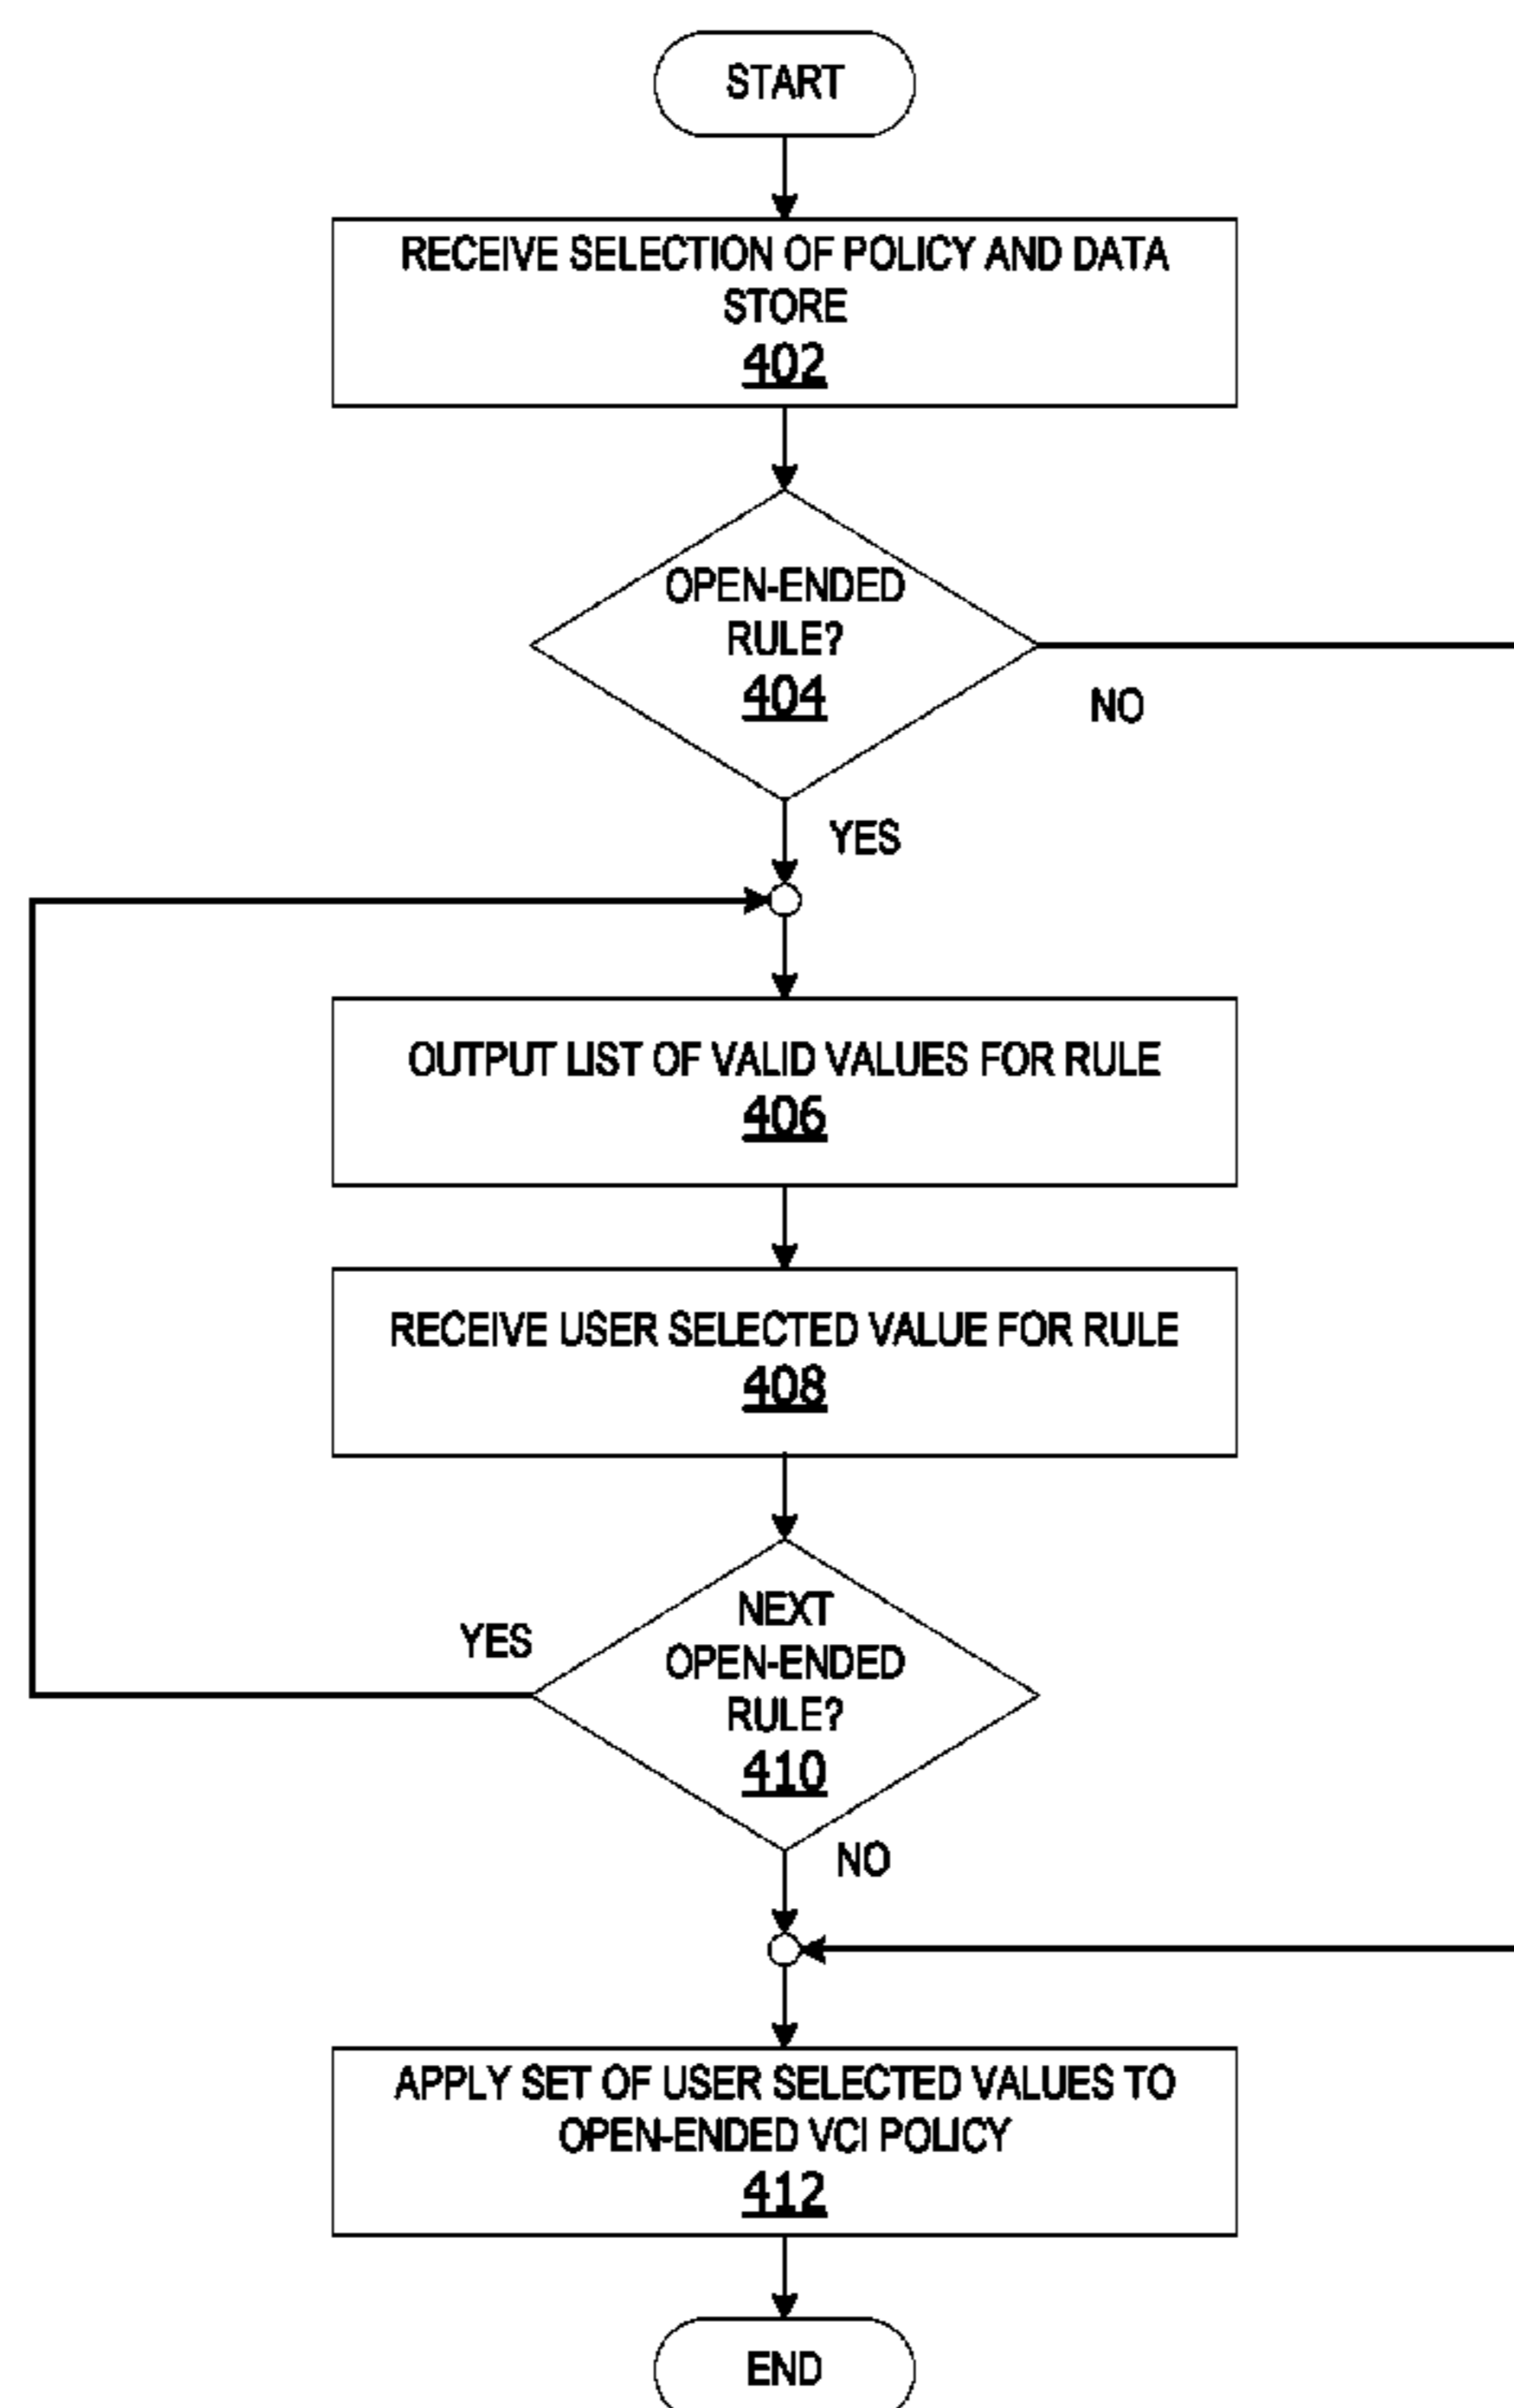 START
RECEIVE SELECTION OF POLICY AND DATA
STORE
402
OPEN-ENDED
RULE?
404
NO
YES
OUTPUT LIST OF VALID VALUES FOR RULE
406
RECEIVE USER SELECTED VALUE FOR RULE
408
NEXT
OPEN-ENDED
RULE?
410
YES
NO
APPLY SET OF USER SELECTED VALUES TO
OPEN-ENDED VCI POLICY
412
END